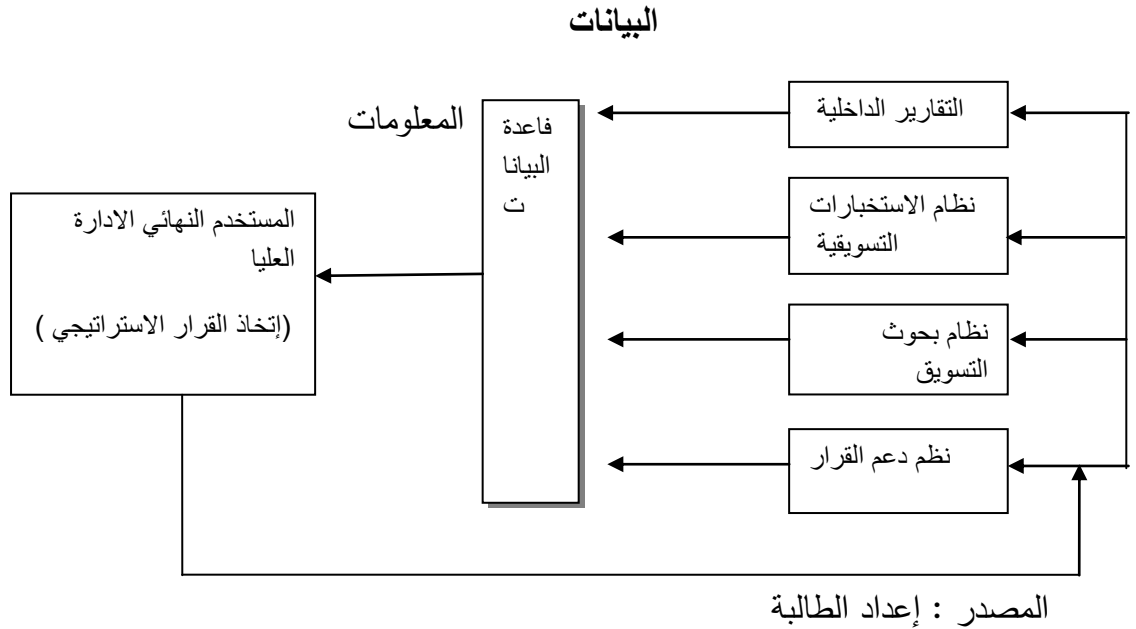 البيانات
التقارير الداخلية
نظام الاستخبارات
التسويقية
نظام بحوث
التسويق
نظم دعم القرار
المعلومات
فاعدة
البيانا
ت
المستخدم النهائي الادارة
العليا
(إتخاذ القرار الاستراتيجي )
المصدر : إعداد الطالبة